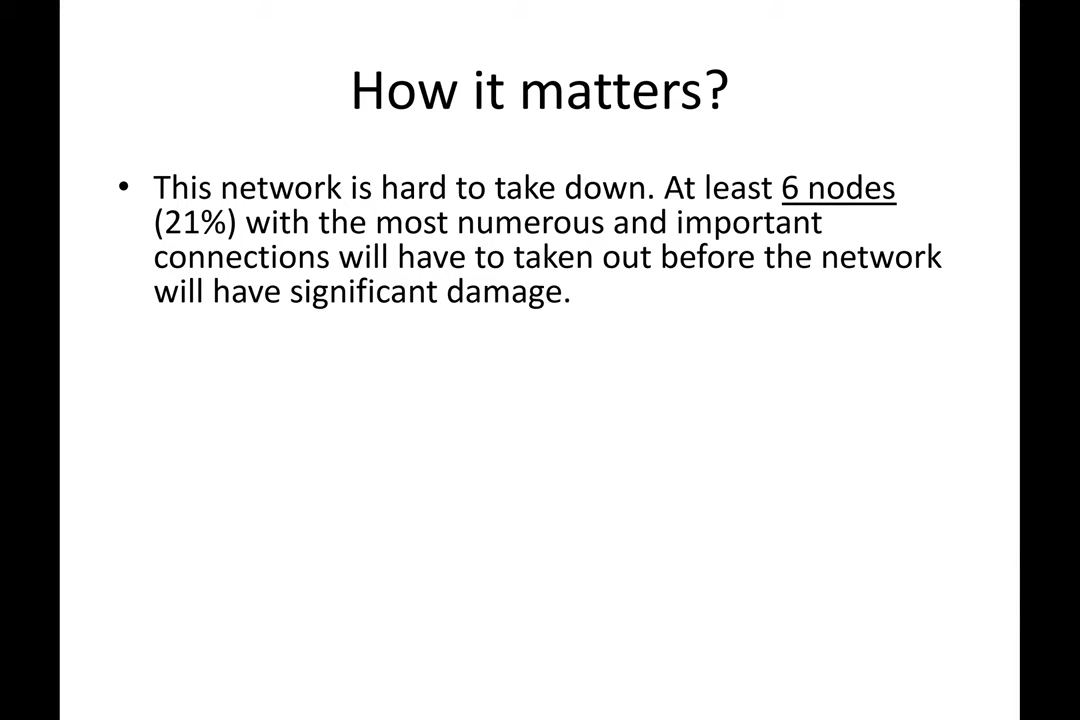 How it matters?
• This network is hard to take down. At least 6 nodes
(21%) with the most numerous and important
connections will have to taken out before the network
will have significant damage.